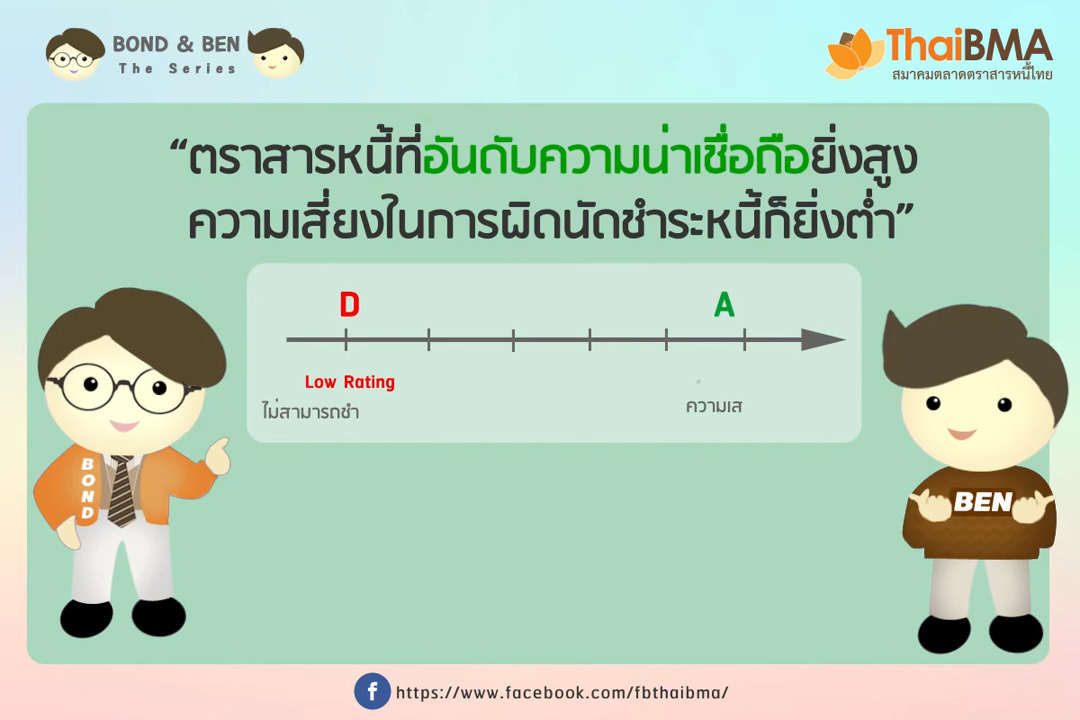 BOND & BEN
The Series
ThaiBMA
สมาคมตลาดตราสารหนี้ไทย
“ตราสารหนี้ที่อันดับความน่าเชื่อถือยิ่งสูง
ความเสี่ยงในการผิดนัดชำระหนี้ก็ยิ่งต่ำ”
D A
Low Rating
ไม่สามารถชำ ความเส
BOND
BEN
f https://www.facebook.com/fbthaibma/